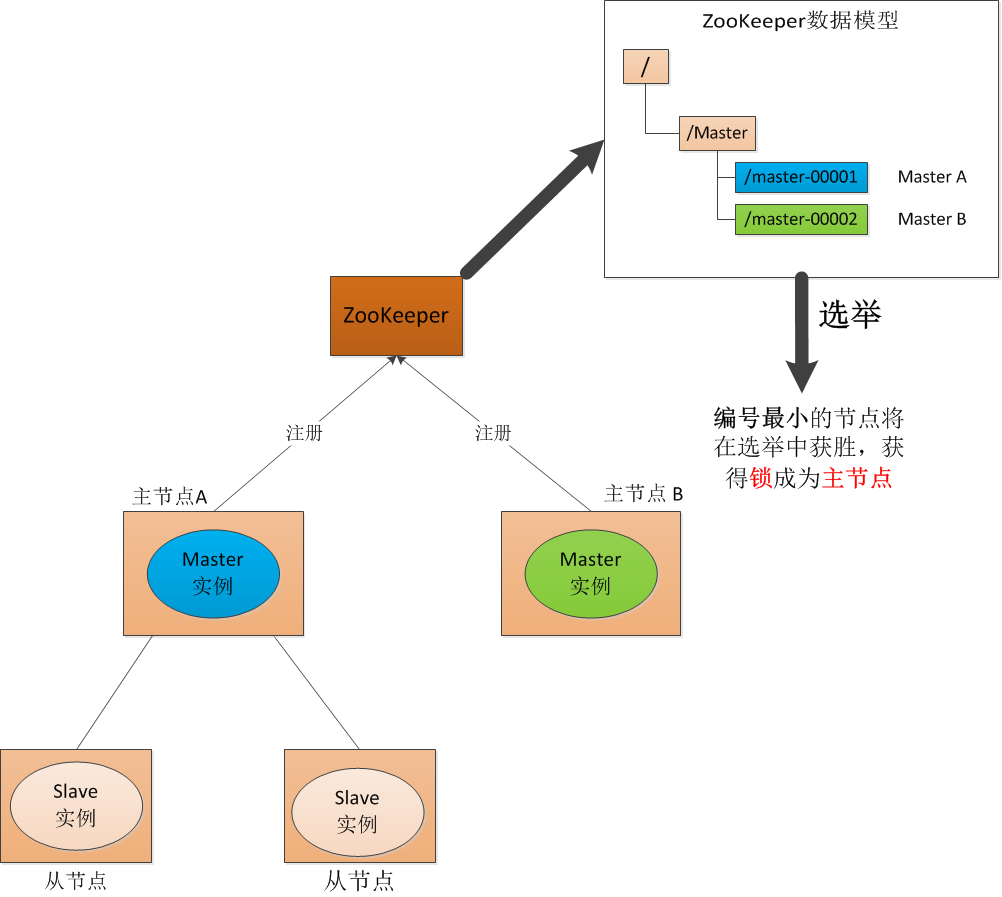 ZooKeeper数据模型
/
/Master
/master-00001 Master A
/master-00002 Master B
ZooKeeper
选举
编号最小的节点将
在选举中获胜，获
得锁成为主节点
注册 注册
主节点A 主节点 B
Master
实例
Master
实例
Slave
实例
Slave
实例
从节点 从节点